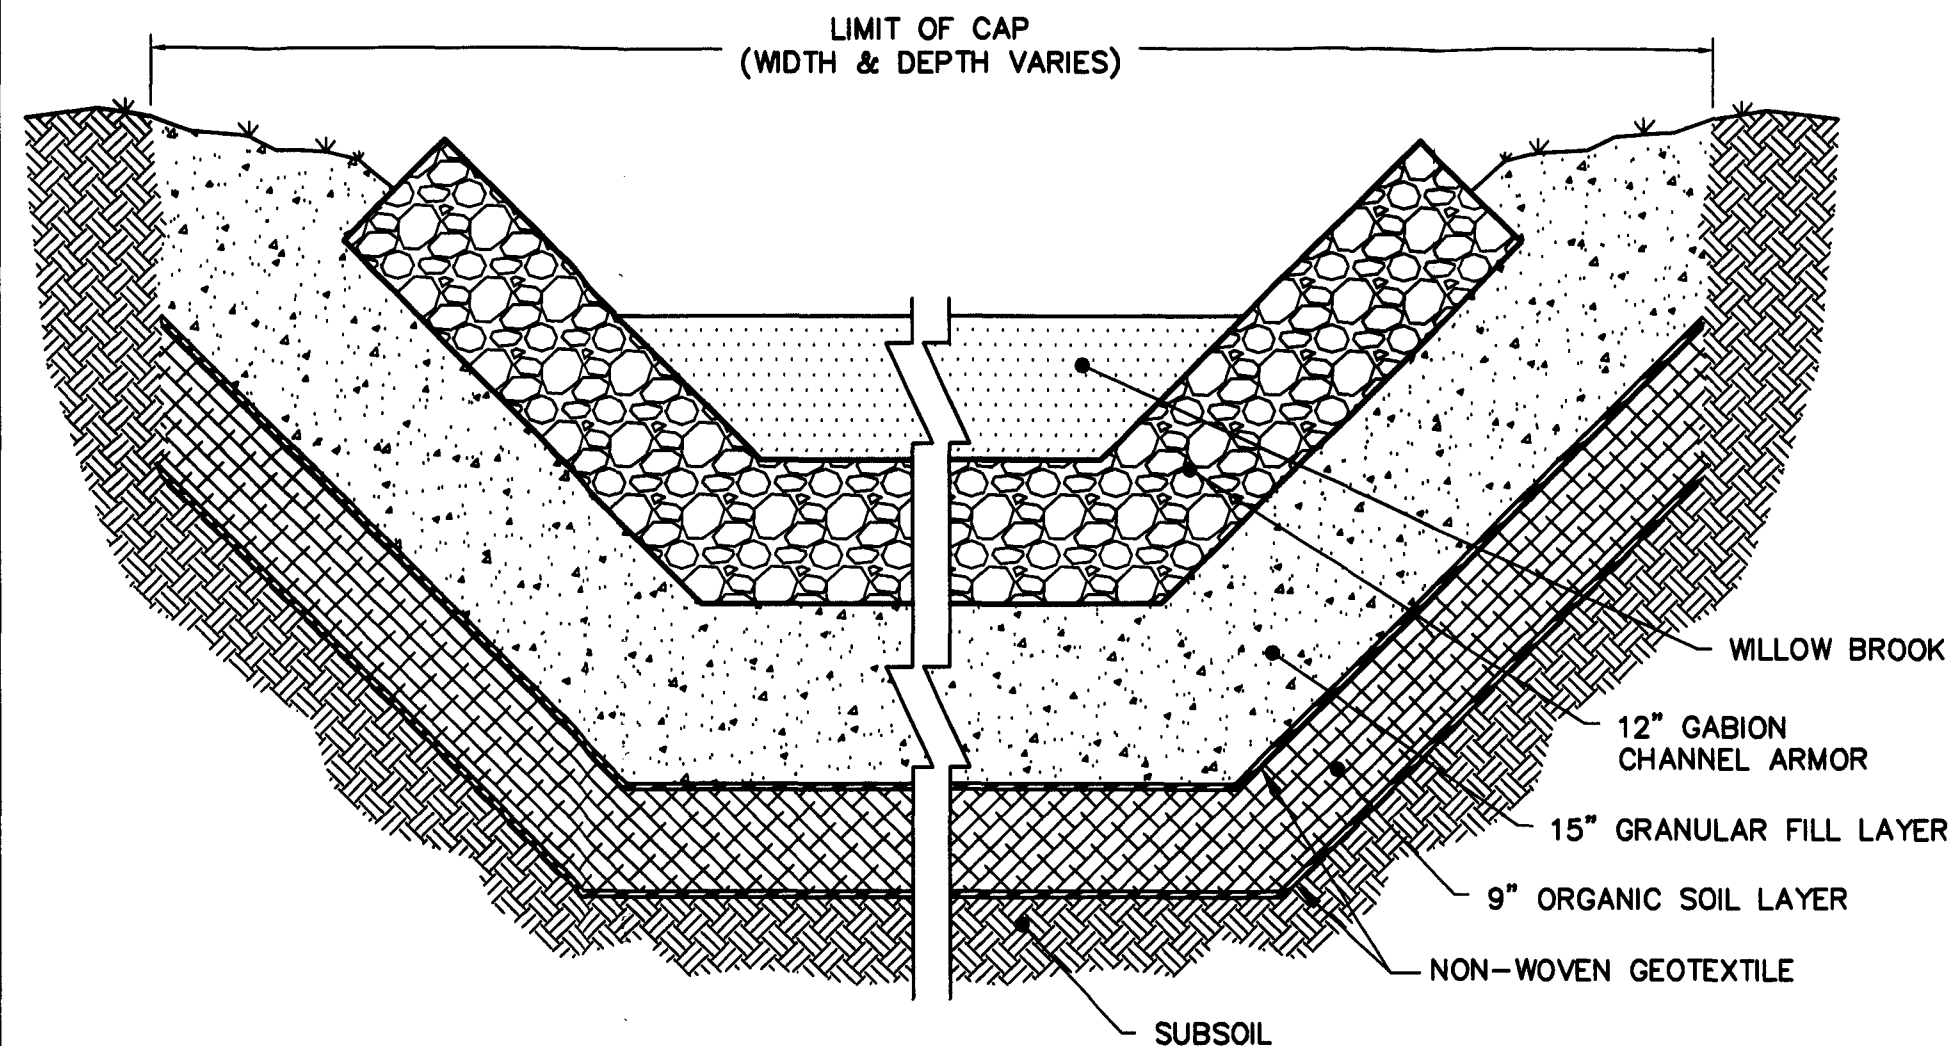 LIMIT OF CAP
(WIDTH & DEPTH VARIES)
WILLOW BROOK
12" GABION
CHANNEL ARMOR
15" GRANULAR FILL LAYER
9" ORGANIC SOIL LAYER
NON-WOVEN GEOTEXTILE
SUBSOIL